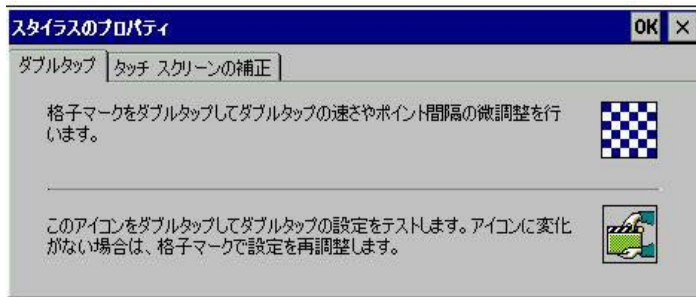 スタイラスのプロパティ
OK ×
ダブルタップ タッチ スクリーンの補正
格子マークをダブルタップしてダブルタップの速さやポイント間隔の微調整を行
います。
このアイコンをダブルタップしてダブルタップの設定をテストします。アイコンに変化
がない場合は、格子マークで設定を再調整します。